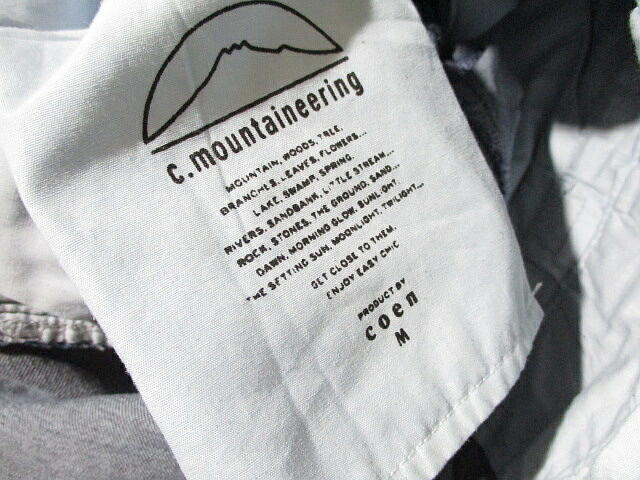 c.mountaineering
MOUNTAIN, WOODS, TREE,
BRANCHES, LEAVES, FLOWERS...
LAKE, SWAMP, SPRING,
RIVERS, SANDBANK, LITTLE STREAM...
ROCK, STONES, THE GROUND, SAND...
DAWN, MORNING GLOW, SUNLIGHT,
THE SETTING SUN, MOONLIGHT, TWILIGHT...
GET CLOSE TO THEM.
ENJOY EASY CHIC
PRODUCT BY
coen
M